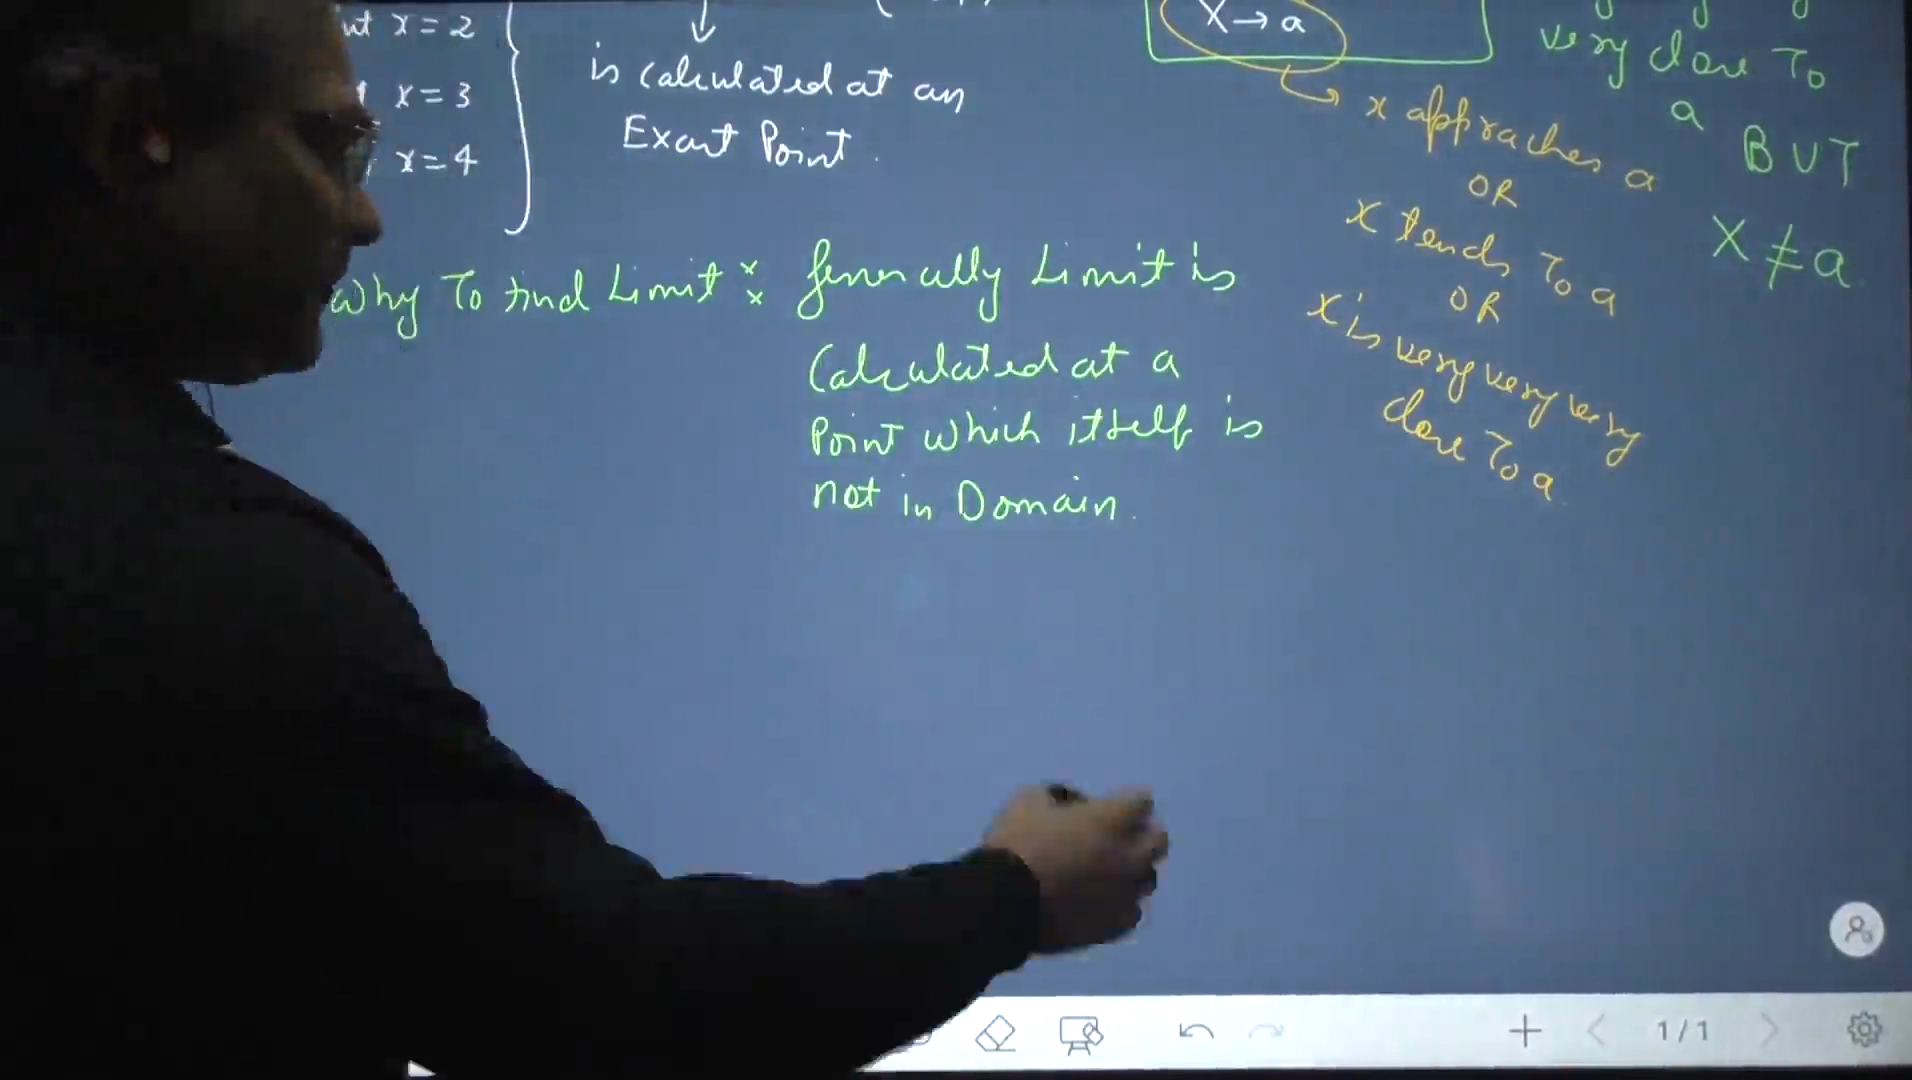 x = 2
x = 3
x = 4
is calculated at an
Exact Point.
X → a
very close To
a BUT
X ≠ a
x approaches a
OR
x tends To a
OR
x is very very very
close To a.
Why To find Limit :
Generally Limit is
Calculated at a
Point which itself is
not in Domain.
1/1